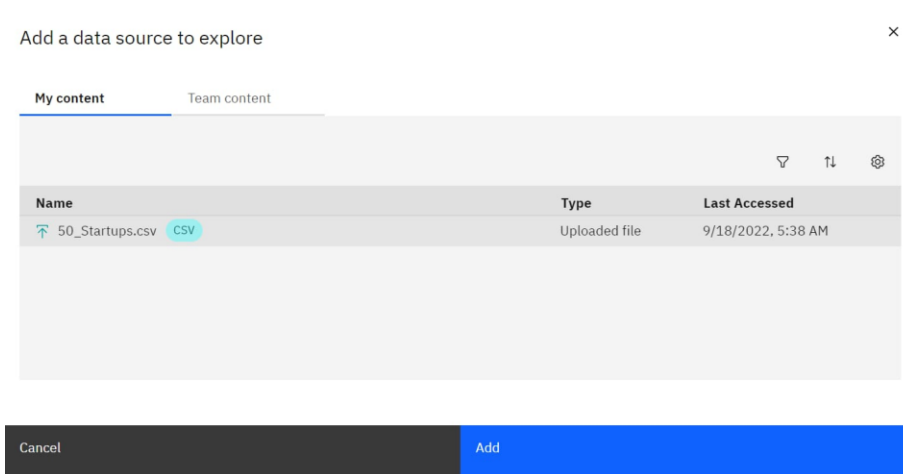 Add a data source to explore
My content Team content
Name Type Last Accessed
50_Startups.csv CSV Uploaded file 9/18/2022, 5:38 AM
Cancel Add